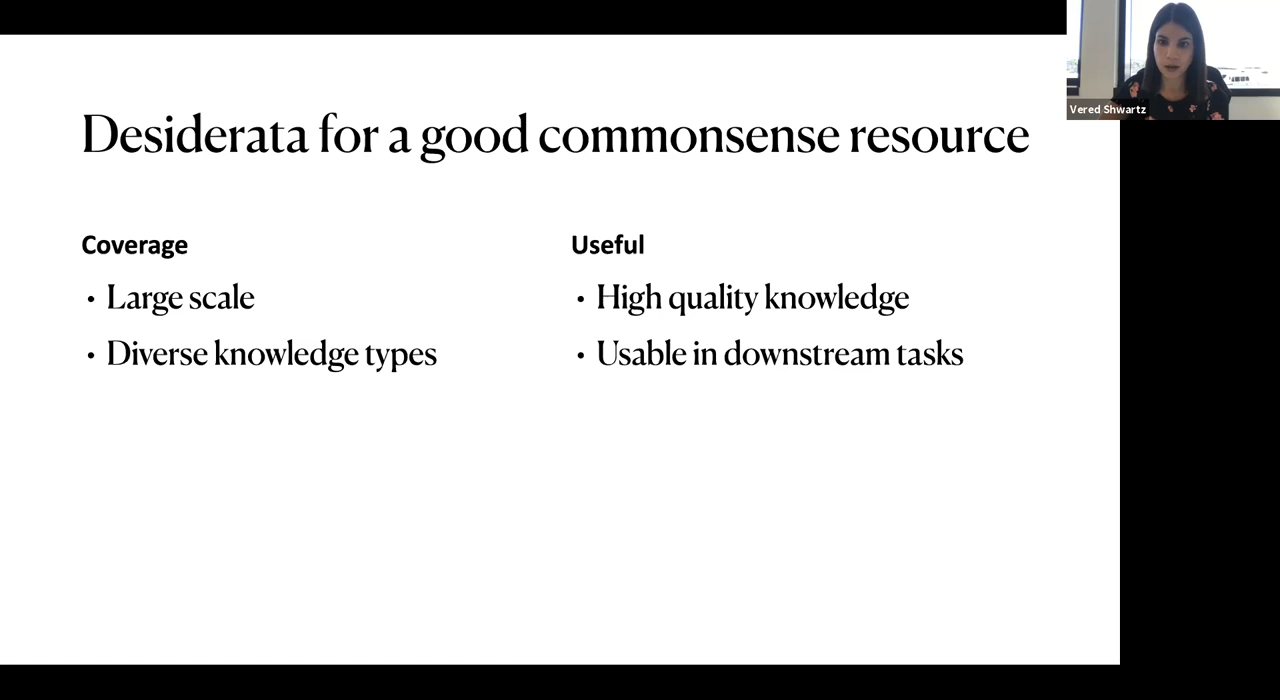 Vered Shwartz
Desiderata for a good commonsense resource
Coverage
• Large scale
• Diverse knowledge types
Useful
• High quality knowledge
• Usable in downstream tasks